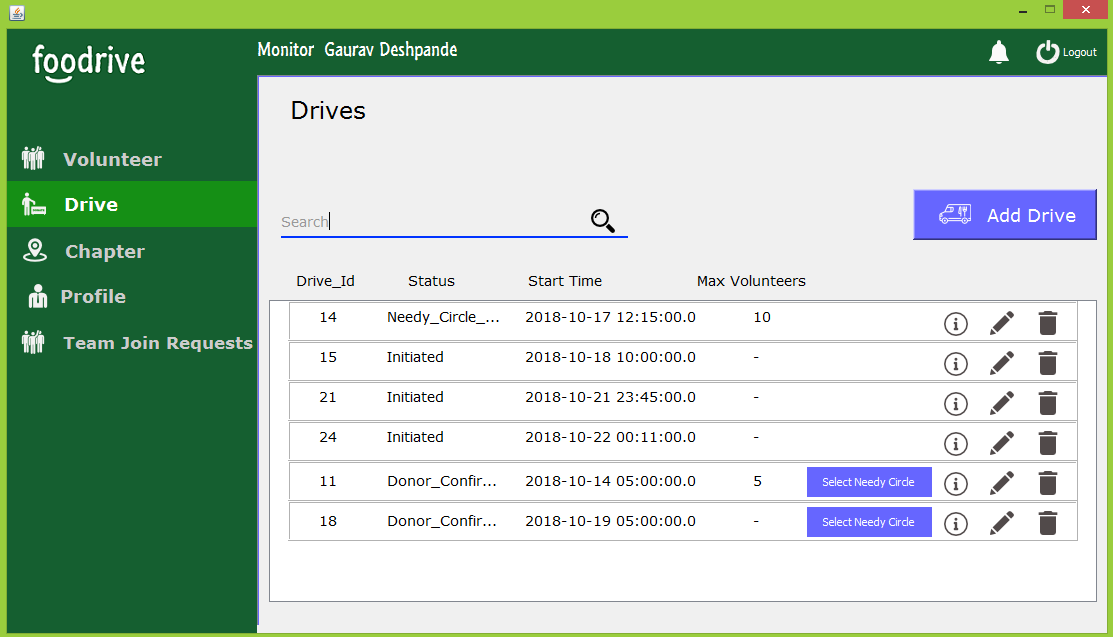 foodrive
Monitor Gaurav Deshpande
Logout
Volunteer
Drive
Chapter
Profile
Team Join Requests
Drives
Search
Add Drive
Drive_Id Status Start Time Max Volunteers
14 Needy_Circle_... 2018-10-17 12:15:00.0 10
15 Initiated 2018-10-18 10:00:00.0 -
21 Initiated 2018-10-21 23:45:00.0 -
24 Initiated 2018-10-22 00:11:00.0 -
11 Donor_Confir... 2018-10-14 05:00:00.0 5 Select Needy Circle
18 Donor_Confir... 2018-10-19 05:00:00.0 - Select Needy Circle